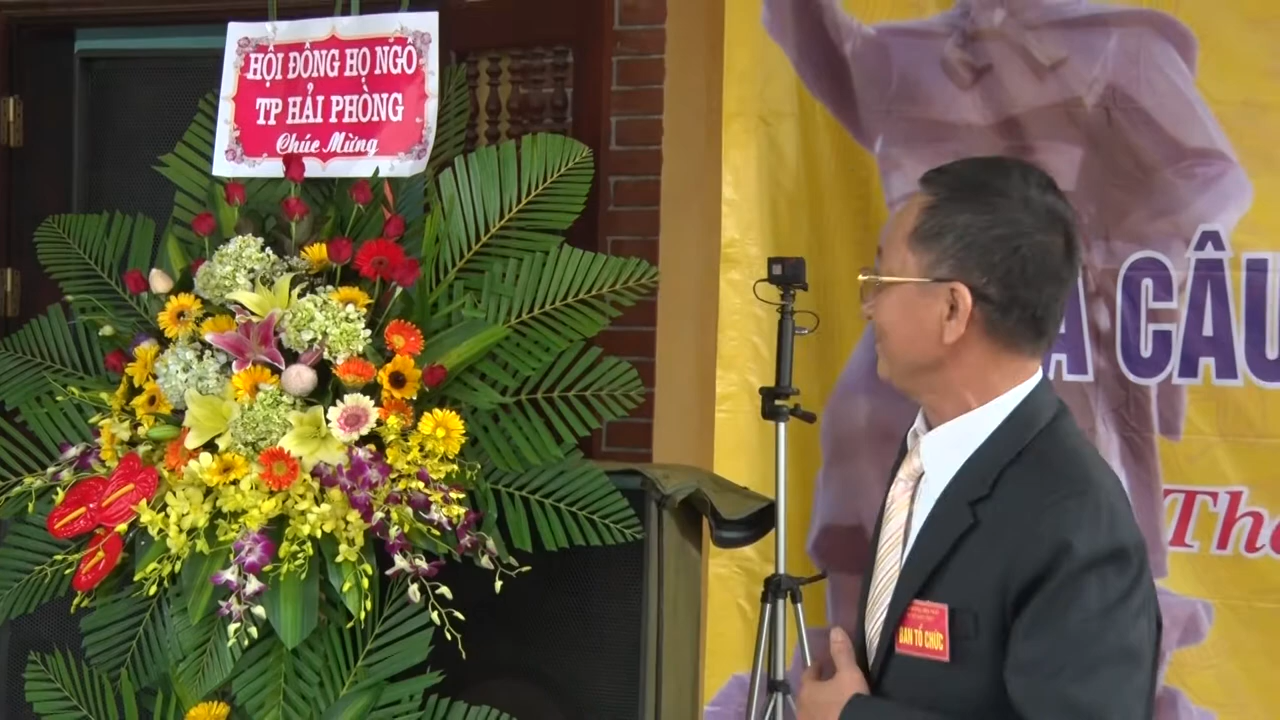 HỘI ĐỒNG HỌ NGÔ
TP HẢI PHÒNG
Chúc Mừng
CÂU
Th
BAN TỔ CHỨC